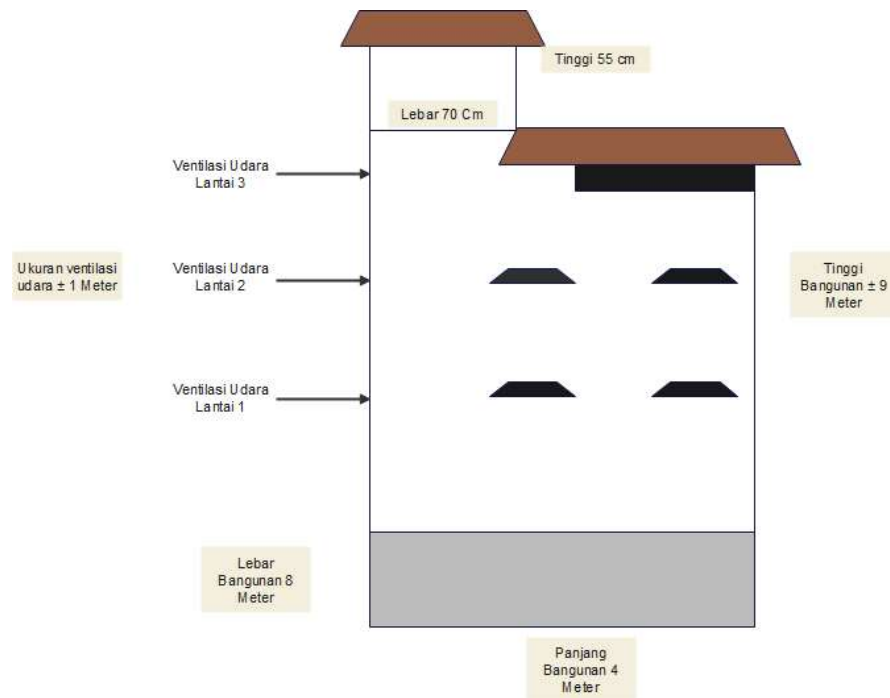 Tinggi 55 cm
Lebar 70 Cm
Ventilasi Udara
Lantai 3
Ukuran ventilasi
udara ± 1 Meter
Ventilasi Udara
Lantai 2
Tinggi
Bangunan ± 9
Meter
Ventilasi Udara
Lantai 1
Lebar
Bangunan 8
Meter
Panjang
Bangunan 4
Meter